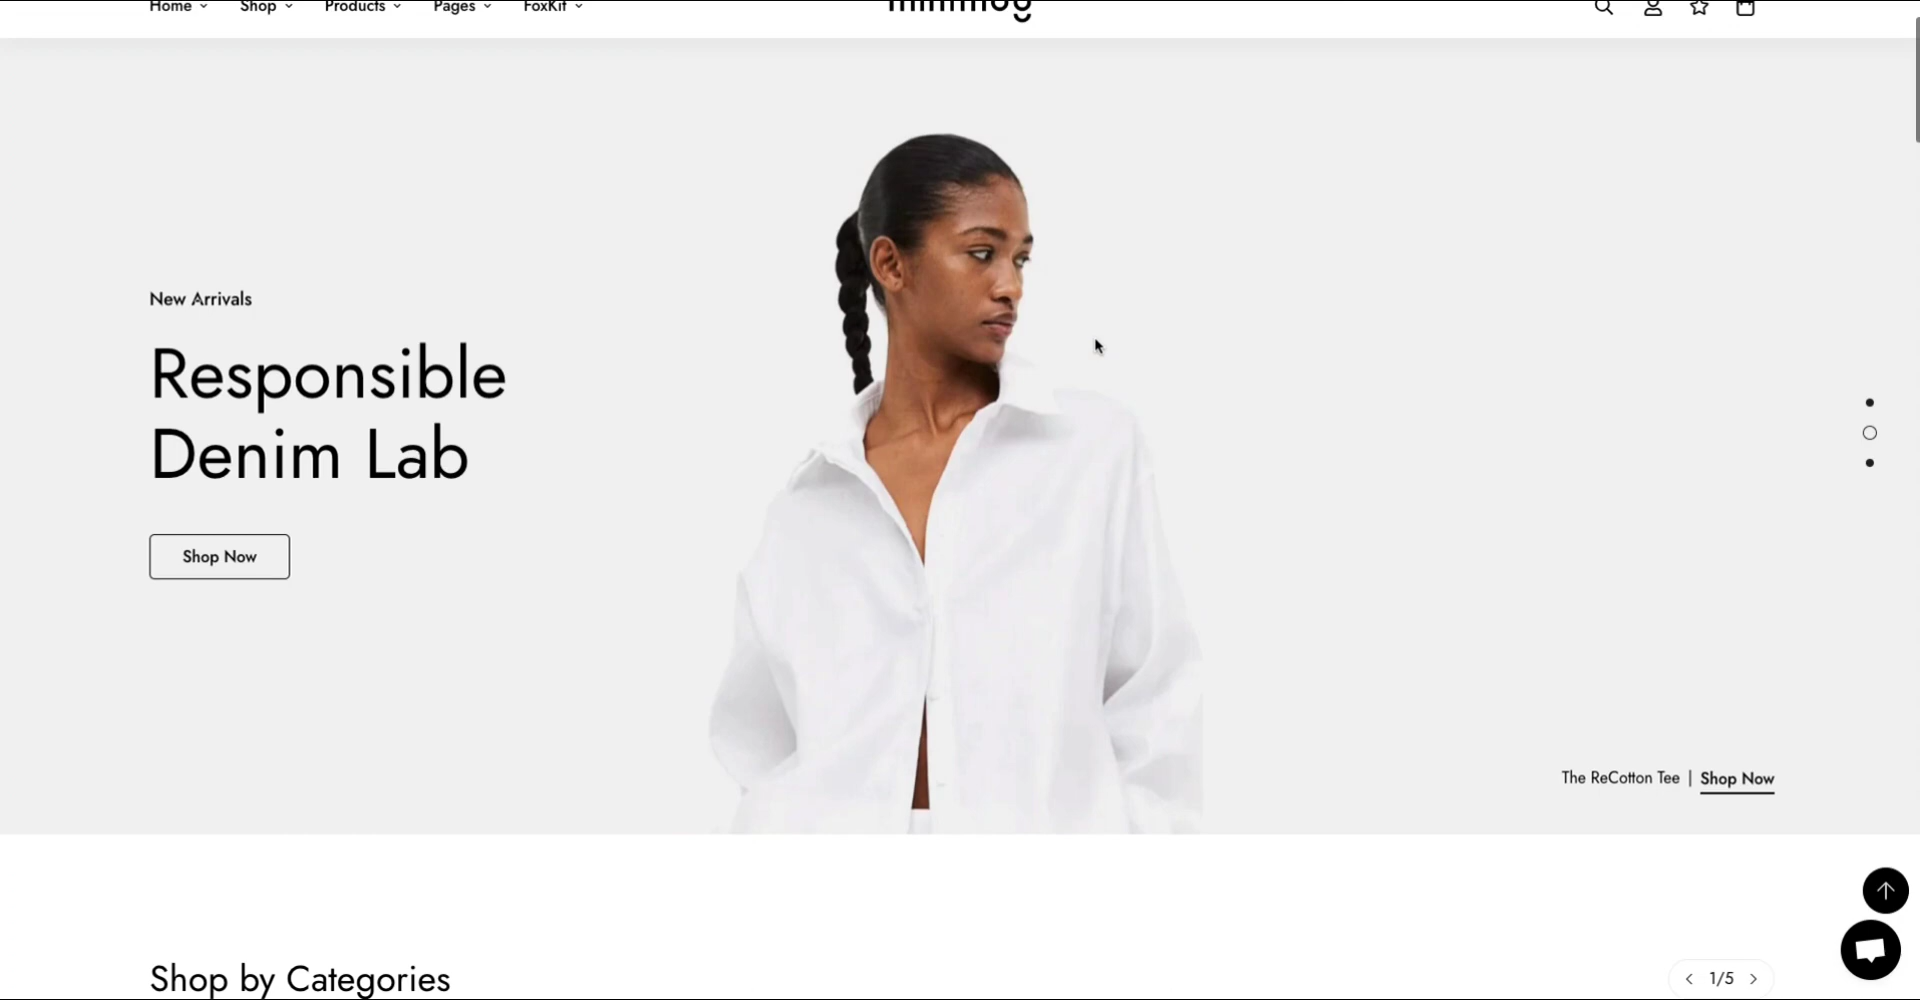 Home Shop Products Pages FoxKit
New Arrivals
Responsible
Denim Lab
Shop Now
The ReCotton Tee | Shop Now
Shop by Categories
1/5